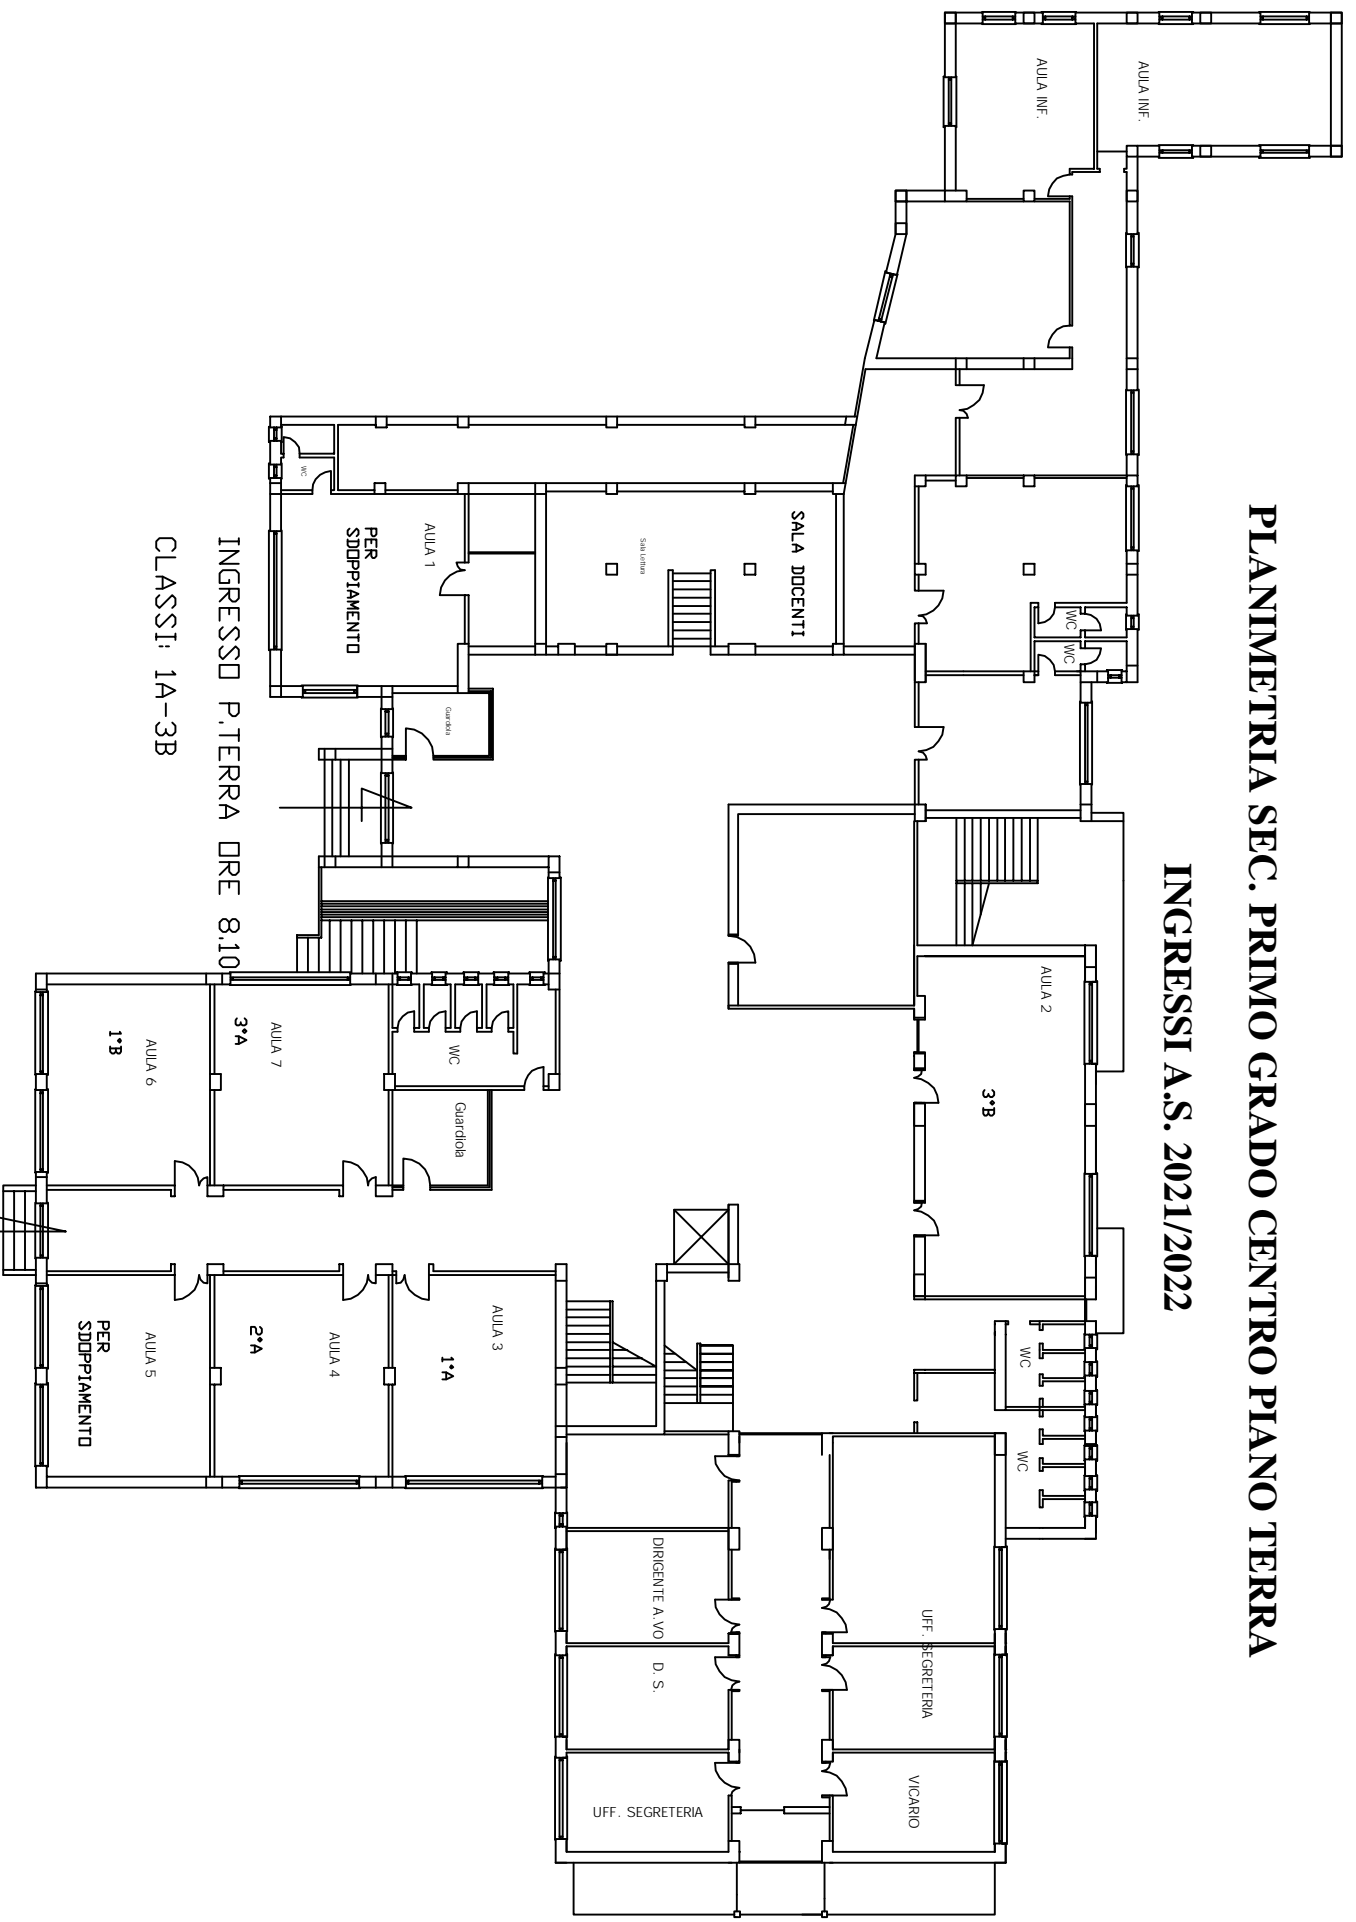 PLANIMETRIA SEC. PRIMO GRADO CENTRO PIANO TERRA
INGRESSI A.S. 2021/2022
AULA INF.
AULA INF.
WC
WC
SALA DOCENTI
Sala Lettura
WC
AULA 1
PER
SDOPPIAMENTO
Guardiola
INGRESSO P.TERRA ORE 8.10
CLASSI: 1A-3B
AULA 2
3°B
WC
Guardiola
AULA 7
3°A
AULA 6
1°B
AULA 3
1°A
AULA 4
2°A
AULA 5
PER
SDOPPIAMENTO
WC
WC
UFF. SEGRETERIA
VICARIO
DIRIGENTE A.VO
D. S.
UFF. SEGRETERIA